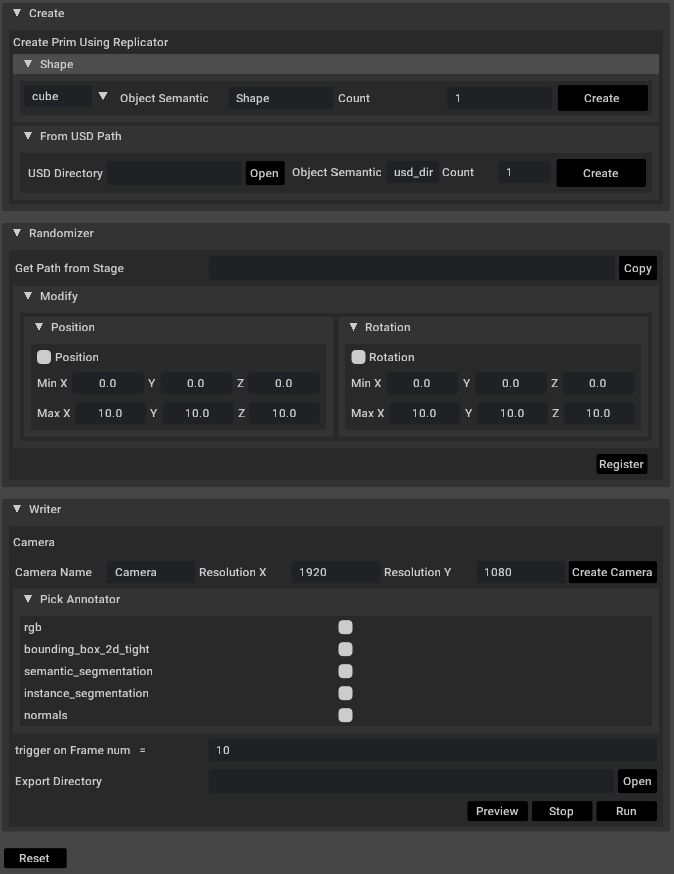 Create
Create Prim Using Replicator
Shape
cube Object Semantic Shape Count 1 Create
From USD Path
USD Directory Open Object Semantic usd_dir Count 1 Create
Randomizer
Get Path from Stage Copy
Modify
Position Rotation
Position Rotation
Min X 0.0 Y 0.0 Z 0.0 Min X 0.0 Y 0.0 Z 0.0
Max X 10.0 Y 10.0 Z 10.0 Max X 10.0 Y 10.0 Z 10.0
Register
Writer
Camera
Camera Name Camera Resolution X 1920 Resolution Y 1080 Create Camera
Pick Annotator
rgb
bounding_box_2d_tight
semantic_segmentation
instance_segmentation
normals
trigger on Frame num = 10
Export Directory Open
Preview Stop Run
Reset